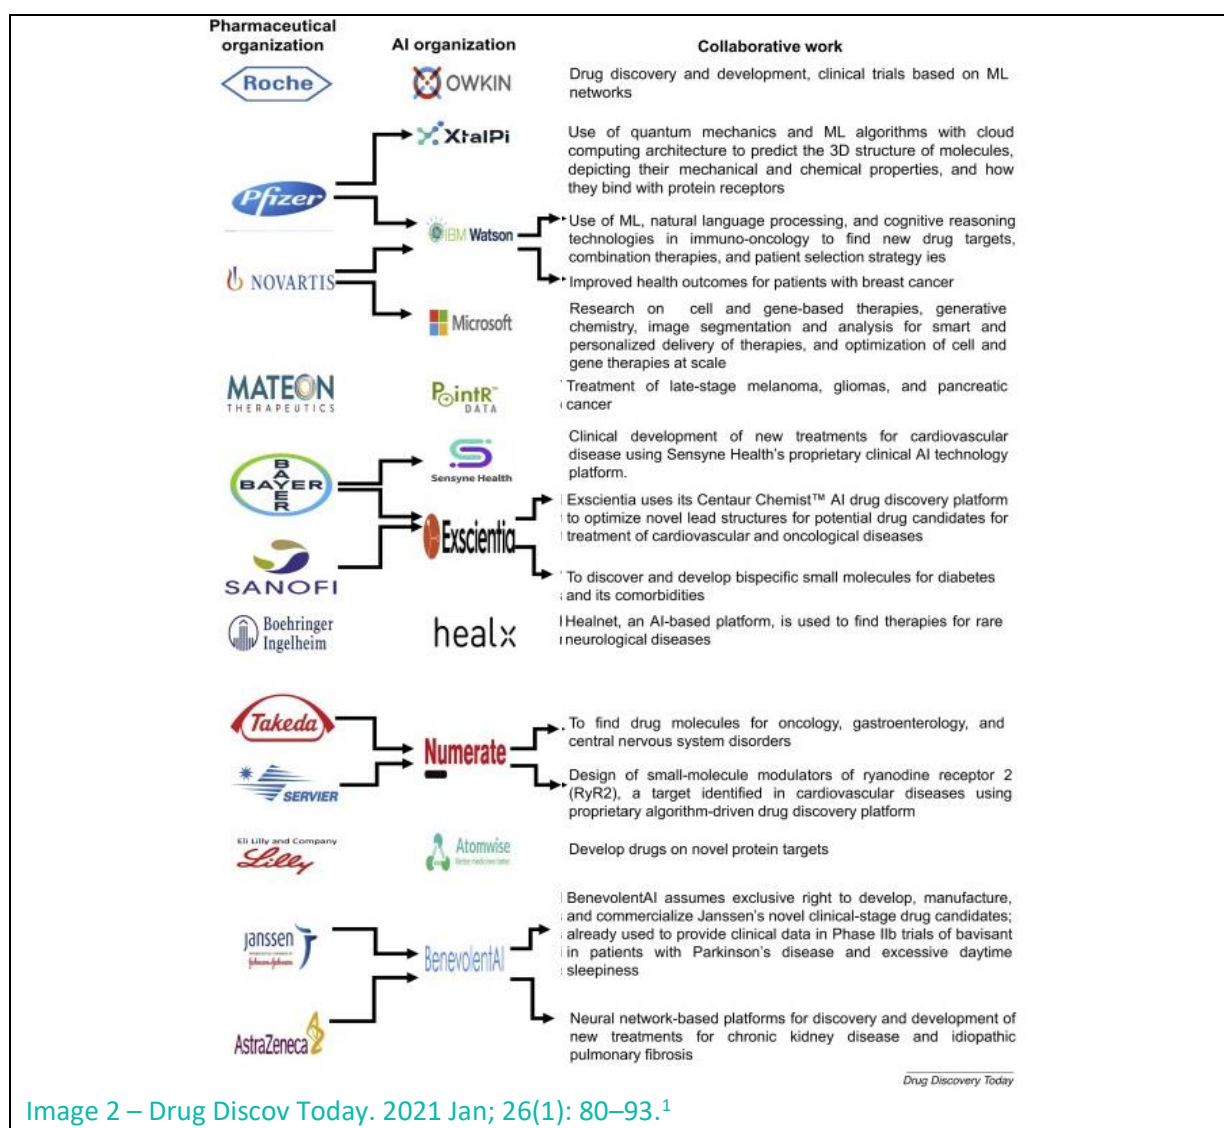 Pharmaceutical
organization
AI organization
Collaborative work
Roche
OWKIN
Drug discovery and development, clinical trials based on ML
networks
Pfizer
XtalPi
Use of quantum mechanics and ML algorithms with cloud
computing architecture to predict the 3D structure of molecules,
depicting their mechanical and chemical properties, and how
they bind with protein receptors
IBM Watson
Use of ML, natural language processing, and cognitive reasoning
technologies in immuno-oncology to find new drug targets,
combination therapies, and patient selection strategy ies
Improved health outcomes for patients with breast cancer
NOVARTIS
Microsoft
Research on cell and gene-based therapies, generative
chemistry, image segmentation and analysis for smart and
personalized delivery of therapies, and optimization of cell and
gene therapies at scale
MATEON
THERAPEUTICS
PointR™
DATA
Treatment of late-stage melanoma, gliomas, and pancreatic
cancer
BAYER
BAYER
Sensyne Health
Clinical development of new treatments for cardiovascular
disease using Sensyne Health's proprietary clinical AI technology
platform.
Exscientia
Exscientia uses its Centaur Chemist™ AI drug discovery platform
to optimize novel lead structures for potential drug candidates for
treatment of cardiovascular and oncological diseases
SANOFI
To discover and develop bispecific small molecules for diabetes
and its comorbidities
Boehringer
Ingelheim
healx
Healnet, an AI-based platform, is used to find therapies for rare
neurological diseases
Takeda
Numerate
To find drug molecules for oncology, gastroenterology, and
central nervous system disorders
SERVIER
Design of small-molecule modulators of ryanodine receptor 2
(RyR2), a target identified in cardiovascular diseases using
proprietary algorithm-driven drug discovery platform
Eli Lilly and Company
Lilly
Atomwise
Better medicines faster
Develop drugs on novel protein targets
janssen
Johnson-Johnson
BenevolentAI
BenevolentAI assumes exclusive right to develop, manufacture,
and commercialize Janssen's novel clinical-stage drug candidates;
already used to provide clinical data in Phase IIb trials of bavisant
in patients with Parkinson's disease and excessive daytime
sleepiness
AstraZeneca
Neural network-based platforms for discovery and development of
new treatments for chronic kidney disease and idiopathic
pulmonary fibrosis
Drug Discovery Today
Image 2 – Drug Discov Today. 2021 Jan; 26(1): 80–93.1